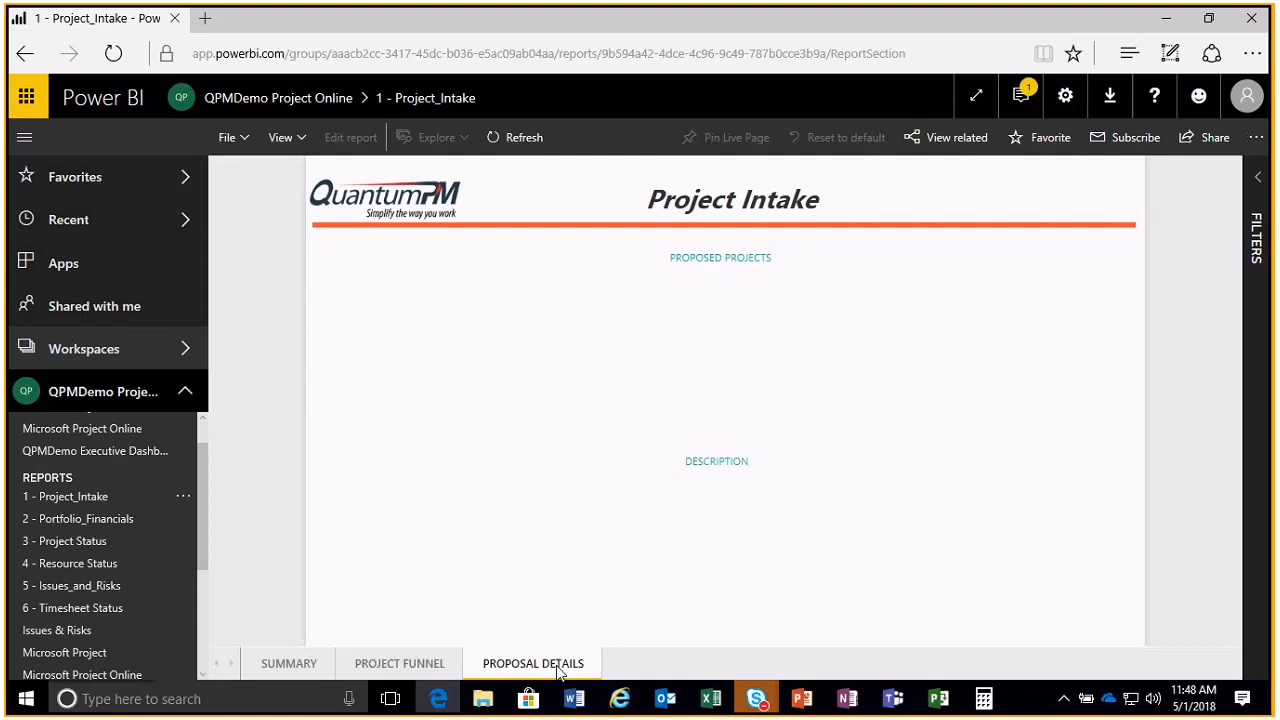 1 - Project_Intake - Pow
app.powerbi.com/groups/aaacb2cc-3417-45dc-b036-e5ac09ab04aa/reports/9b594a42-4dce-4c96-9c49-787b0cce3b9a/ReportSection
Power BI
QP
QPMDemo Project Online
1 - Project_Intake
1
File
View
Edit report
Explore
Refresh
Pin Live Page
Reset to default
View related
Favorite
Subscribe
Share
Favorites
Recent
Apps
Shared with me
Workspaces
QP
QPMDemo Proje...
Microsoft Project Online
QPMDemo Executive Dashb...
REPORTS
1 - Project_Intake
2 - Portfolio_Financials
3 - Project Status
4 - Resource Status
5 - Issues_and_Risks
6 - Timesheet Status
Issues & Risks
Microsoft Project
Microsoft Project Online
QuantumPM
Simplify the way you work
Project Intake
PROPOSED PROJECTS
DESCRIPTION
FILTERS
SUMMARY
PROJECT FUNNEL
PROPOSAL DETAILS
Type here to search
11:48 AM
5/1/2018